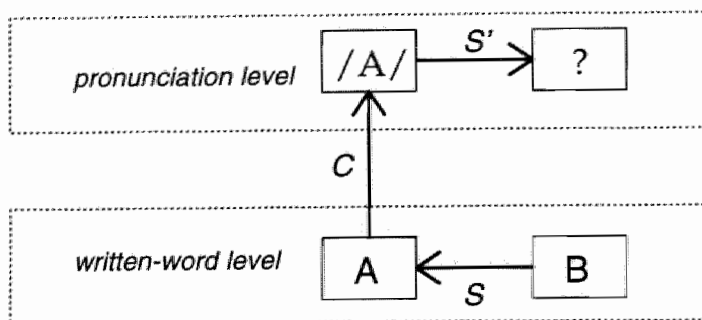 S'
pronunciation level /A/ ?
C
written-word level A B
S